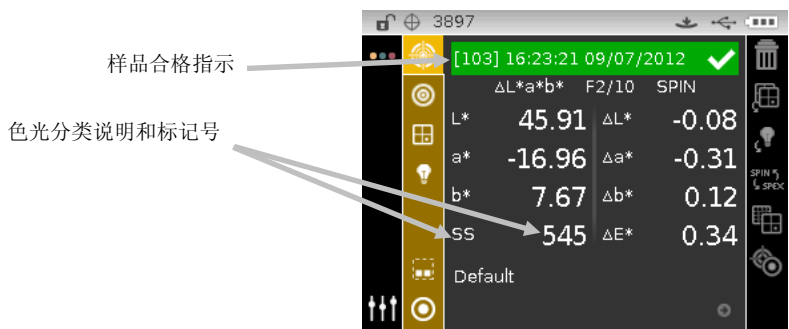 3897
样品合格指示
[103] 16:23:21 09/07/2012
ΔL*a*b* F2/10 SPIN
色光分类说明和标记号
L* 45.91 ΔL* -0.08
a* -16.96 Δa* -0.31
SPIN
SPEX
b* 7.67 Δb* 0.12
SS 545 ΔE* 0.34
Default